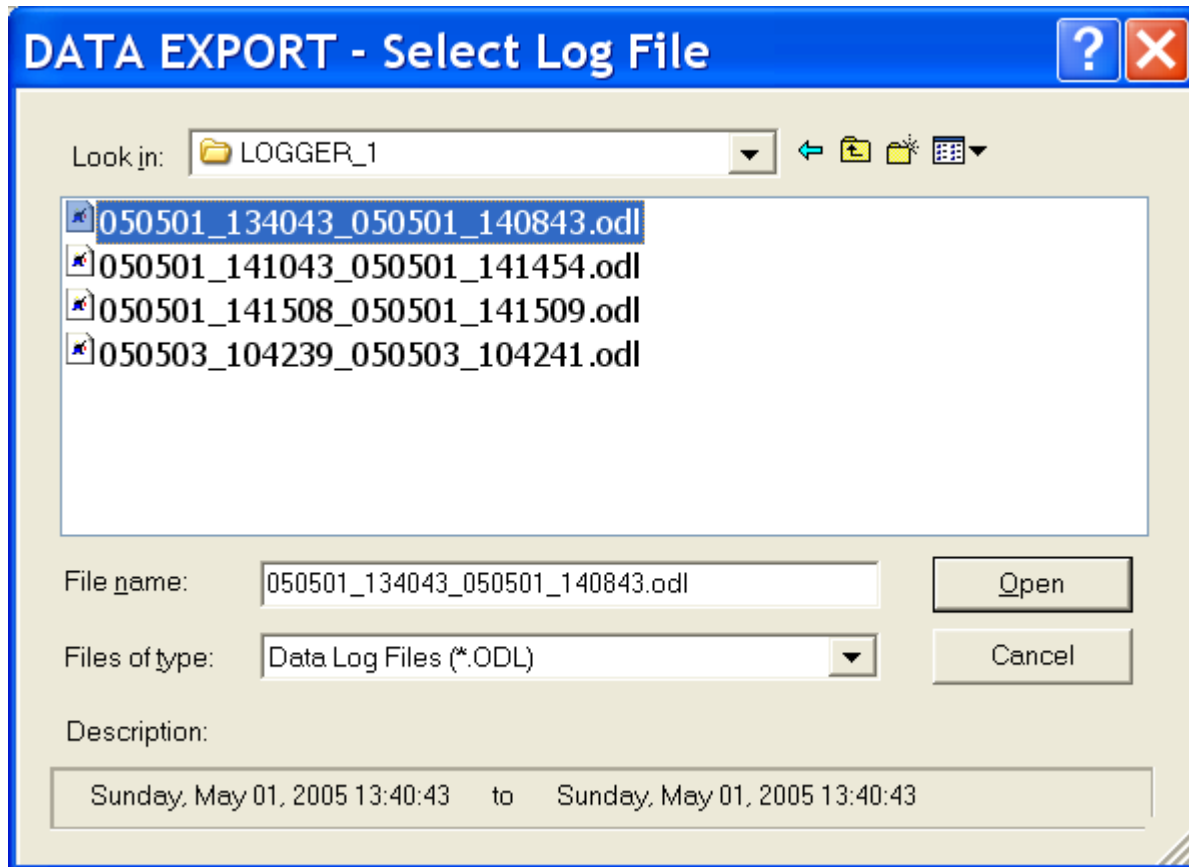 DATA EXPORT - Select Log File
Look in: LOGGER_1
050501_134043_050501_140843.odl
050501_141043_050501_141454.odl
050501_141508_050501_141509.odl
050503_104239_050503_104241.odl
File name: 050501_134043_050501_140843.odl Open
Files of type: Data Log Files (*.ODL) Cancel
Description:
Sunday, May 01, 2005 13:40:43 to Sunday, May 01, 2005 13:40:43